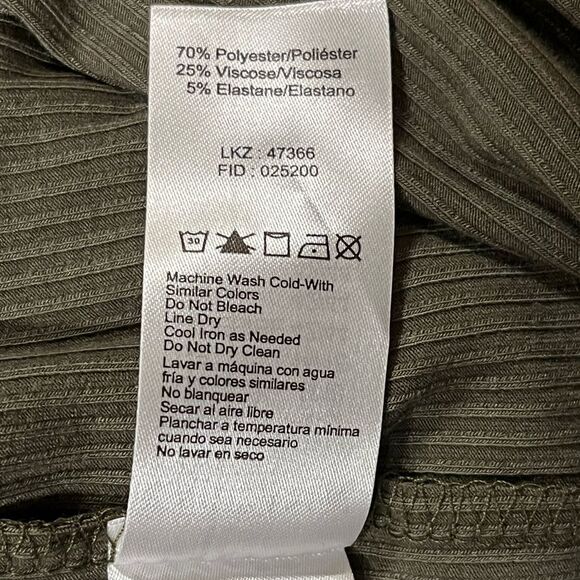 70% Polyester/Poliéster
25% Viscose/Viscosa
5% Elastane/Elastano
LKZ : 47366
FID : 025200
30
Machine Wash Cold-With
Similar Colors
Do Not Bleach
Line Dry
Cool Iron as Needed
Do Not Dry Clean
Lavar a máquina con agua
fría y colores similares
No blanquear
Secar al aire libre
Planchar a temperatura mínima
cuando sea necesario
No lavar en seco